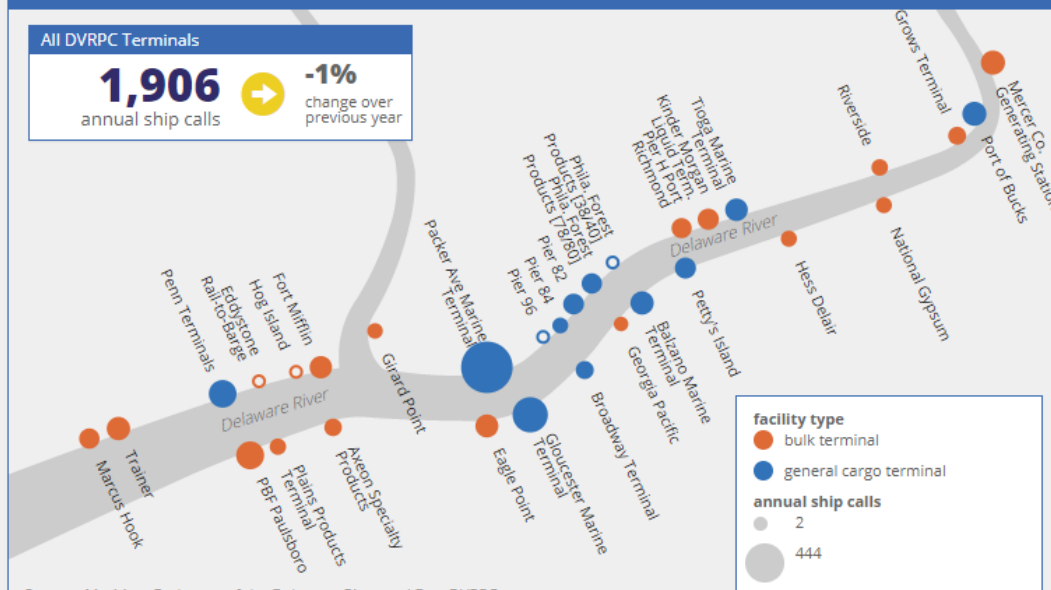 All DVRPC Terminals
1,906
annual ship calls
-1%
change over
previous year
Grows Terminal
Mercer Co.
Generating Station
Port of Bucks
Riverside
National Gypsum
Hess Delair
Tioga Marine
Terminal
Kinder Morgan
Liquid Term.
Pier H Port
Richmond
Delaware River
Petty's Island
Phila. Forest
Products [38/40]
Phila. Forest
Products [78/80]
Pier 82
Pier 84
Pier 96
Balzano Marine
Terminal
Georgia Pacific
Broadway Terminal
Packer Ave Marine
Terminal
Gloucester Marine
Terminal
Eagle Point
Girard Point
Fort Mifflin
Hog Island
Eddystone
Rail-to-Barge
Penn Terminals
Delaware River
Axeon Specialty
Products
Plains Products
Terminal
PBF Paulsboro
Trainer
Marcus Hook
facility type
bulk terminal
general cargo terminal
annual ship calls
2
444